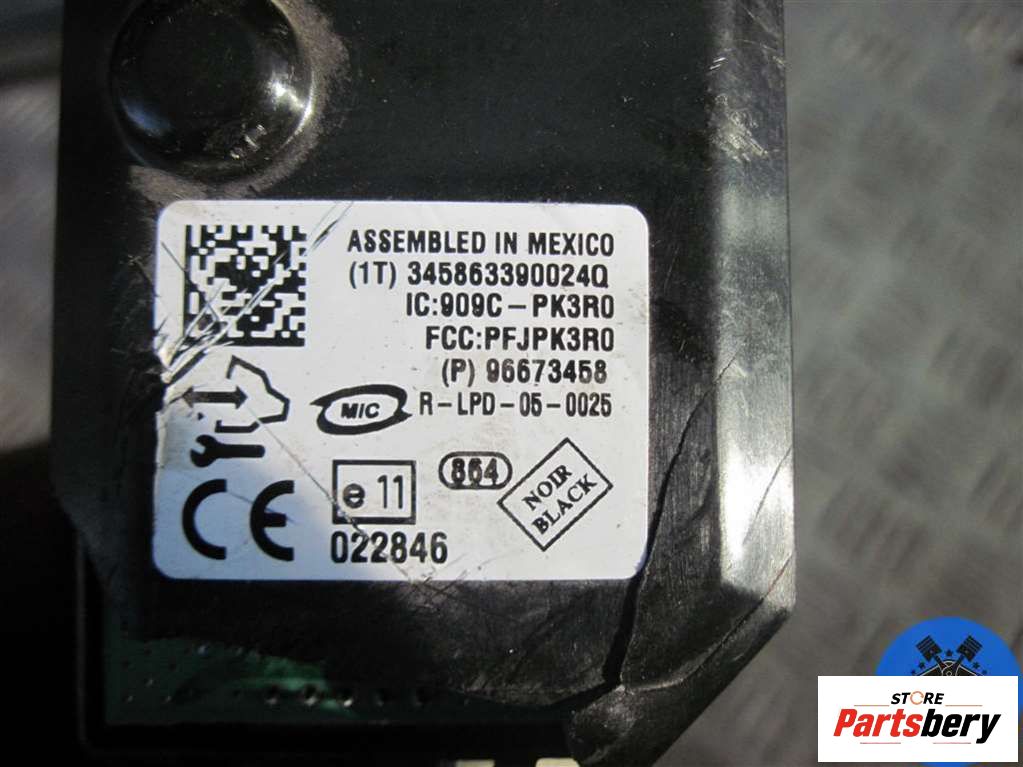 ASSEMBLED IN MEXICO
(1T) 345863390024Q
IC:909C-PK3R0
FCC:PFJPK3R0
(P) 96673458
MIC R-LPD-05-0025
e 11
864
NOIR
BLACK
CE
022846
STORE
Partsbery